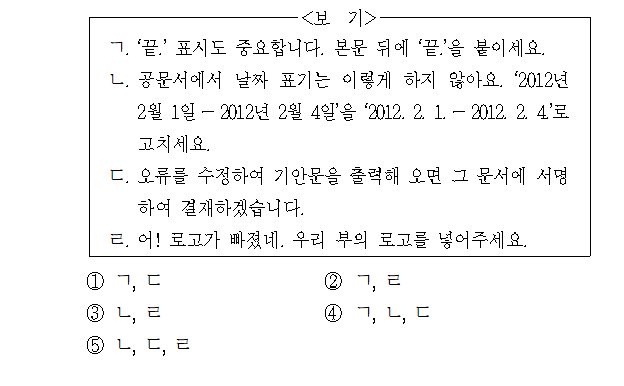 <보 기>
ㄱ. ‘끝.’ 표시도 중요합니다. 본문 뒤에 ‘끝.’을 붙이세요.
ㄴ. 공문서에서 날짜 표기는 이렇게 하지 않아요. ‘2012년
2월 1일 − 2012년 2월 4일’을 ‘2012. 2. 1. − 2012. 2. 4.’로
고치세요.
ㄷ. 오류를 수정하여 기안문을 출력해 오면 그 문서에 서명
하여 결재하겠습니다.
ㄹ. 어! 로고가 빠졌네. 우리 부의 로고를 넣어주세요.
① ㄱ, ㄷ ② ㄱ, ㄹ
③ ㄴ, ㄹ ④ ㄱ, ㄴ, ㄷ
⑤ ㄴ, ㄷ, ㄹ